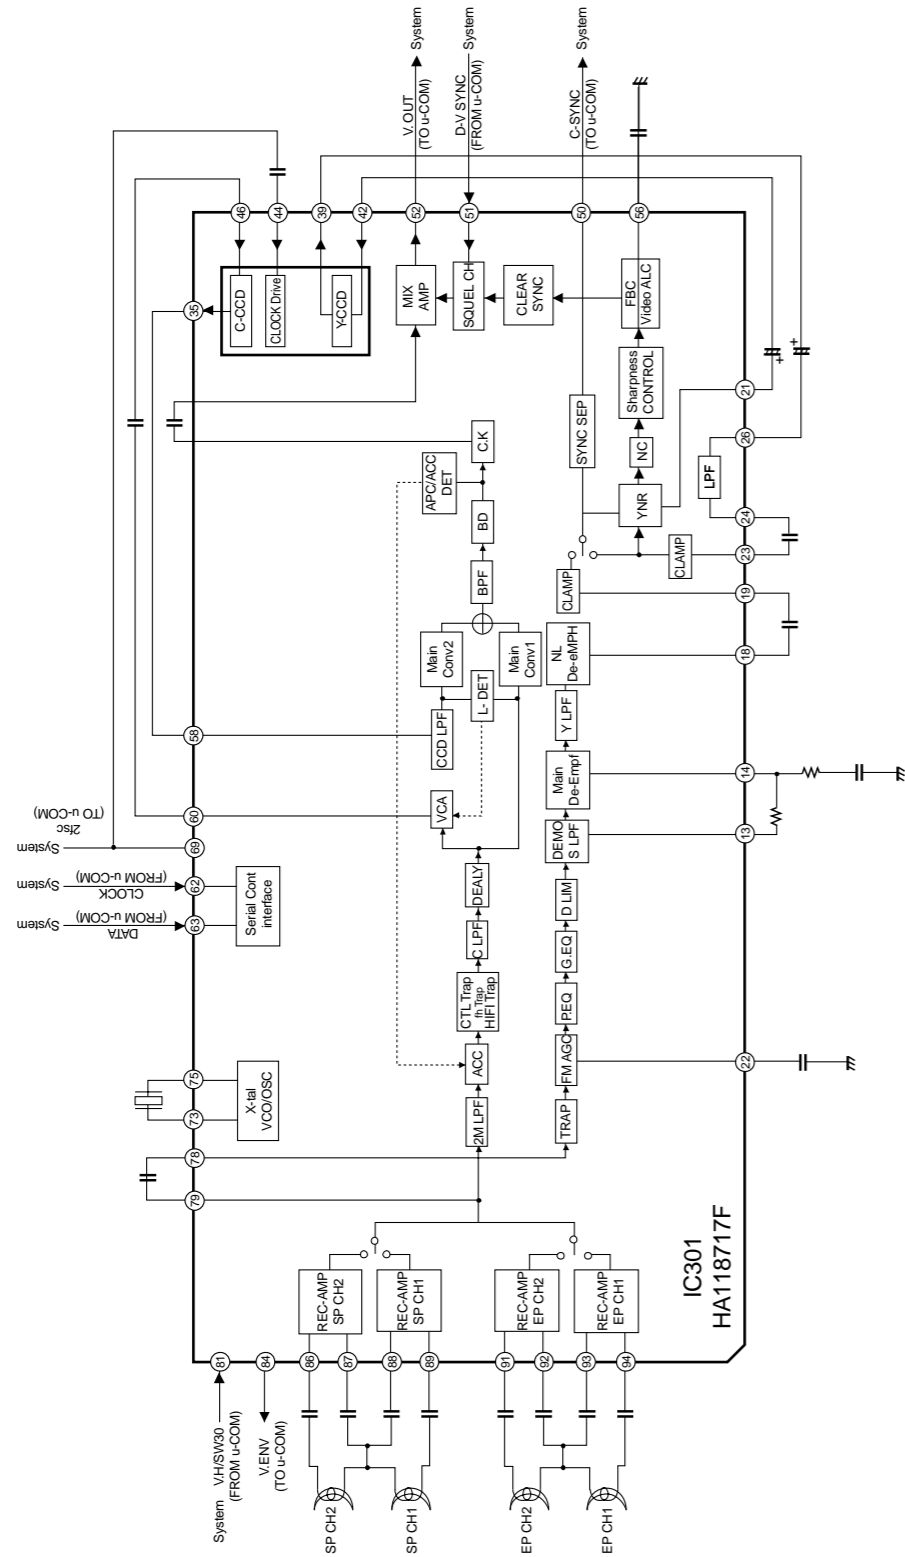 System V.H/SW30
(FROM u-COM)
V.ENV
(TO u-COM)
SP CH2
SP CH1
EP CH2
EP CH1
81
84
86
87
88
89
91
92
93
94
REC-AMP
SP CH2
REC-AMP
SP CH1
REC-AMP
EP CH2
REC-AMP
EP CH1
IC301
HA118717F
79
78
73
75
X-tal
VCO/OSC
63
62
69
60
58
35
System
DATA
(FROM u-COM)
System
CLOCK
(FROM u-COM)
System
2fsc
(TO u-COM)
Serial Cont
interface
2M LPF
ACC
CTL Trap
fh Trap
HIFI Trap
C LPF
DEALY
VCA
CCD LPF
L- DET
Main
Conv2
Main
Conv1
BPF
BD
APC/ACC
DET
C.K
TRAP
FM AGC
P.EQ
G.EQ
D LIM
DEMO
S LPF
Main
De-Empf
Y LPF
NL
De-eMPH
CLAMP
CLAMP
YNR
NC
Sharpness
CONTROL
FBC
Video ALC
SYNC SEP
CLEAR
SYNC
SQUEL CH
MIX
AMP
C-CCD
CLOCK Drive
Y-CCD
22
13
14
18
19
23
24
LPF
26
21
+
+
46
44
39
42
52
51
50
56
V.OUT
(TO u-COM)
System
D-V SYNC
(FROM u-COM)
System
C-SYNC
(TO u-COM)
System